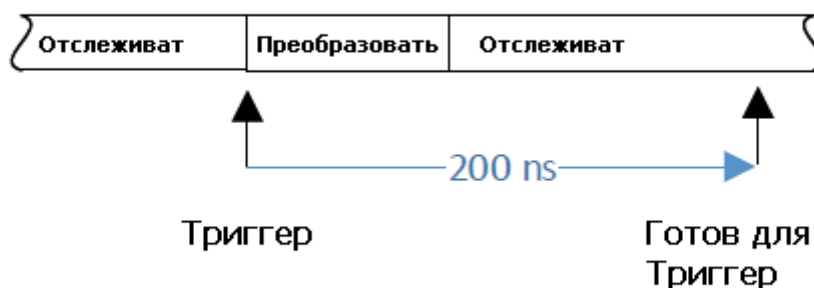 Отслеживат Преобразовать Отслеживат
200 ns
Триггер
Готов для
Триггер